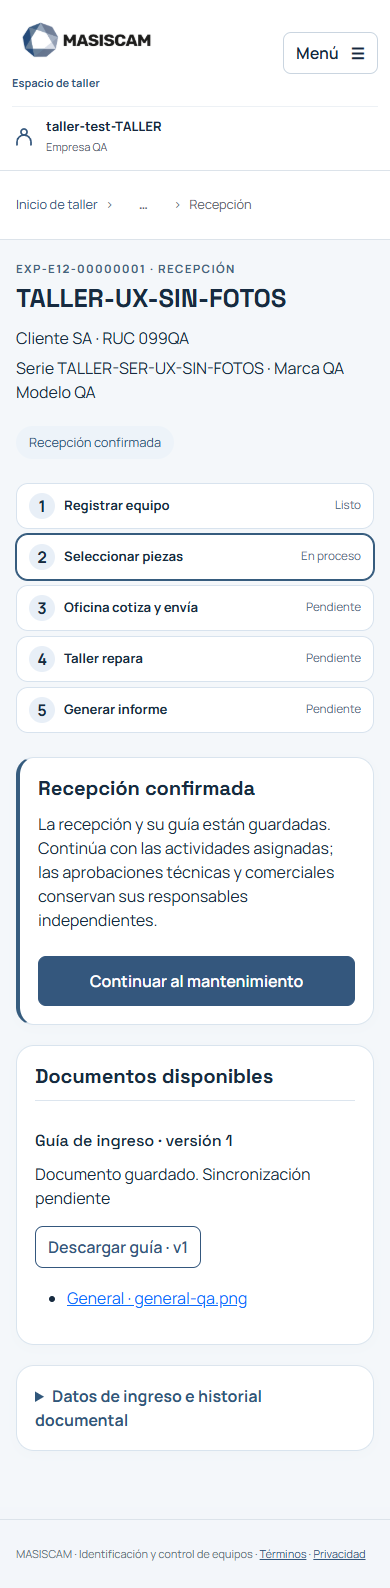 MASISCAM
Menú ☰
Espacio de taller
taller-test-TALLER
Empresa QA
Inicio de taller › … › Recepción
EXP-E12-00000001 · RECEPCIÓN
TALLER-UX-SIN-FOTOS
Cliente SA · RUC 099QA
Serie TALLER-SER-UX-SIN-FOTOS · Marca QA
Modelo QA
Recepción confirmada
1 Registrar equipo Listo
2 Seleccionar piezas En proceso
3 Oficina cotiza y envía Pendiente
4 Taller repara Pendiente
5 Generar informe Pendiente
Recepción confirmada
La recepción y su guía están guardadas.
Continúa con las actividades asignadas;
las aprobaciones técnicas y comerciales
conservan sus responsables
independientes.
Continuar al mantenimiento
Documentos disponibles
Guía de ingreso · versión 1
Documento guardado. Sincronización
pendiente
Descargar guía · v1
• General · general-qa.png
▶ Datos de ingreso e historial
documental
MASISCAM · Identificación y control de equipos · Términos · Privacidad